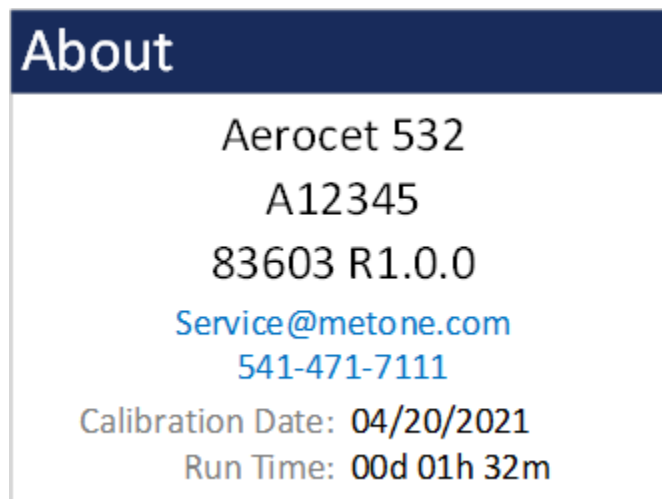 About
Aerocet 532
A12345
83603 R1.0.0
Service@metone.com
541-471-7111
Calibration Date: 04/20/2021
Run Time: 00d 01h 32m